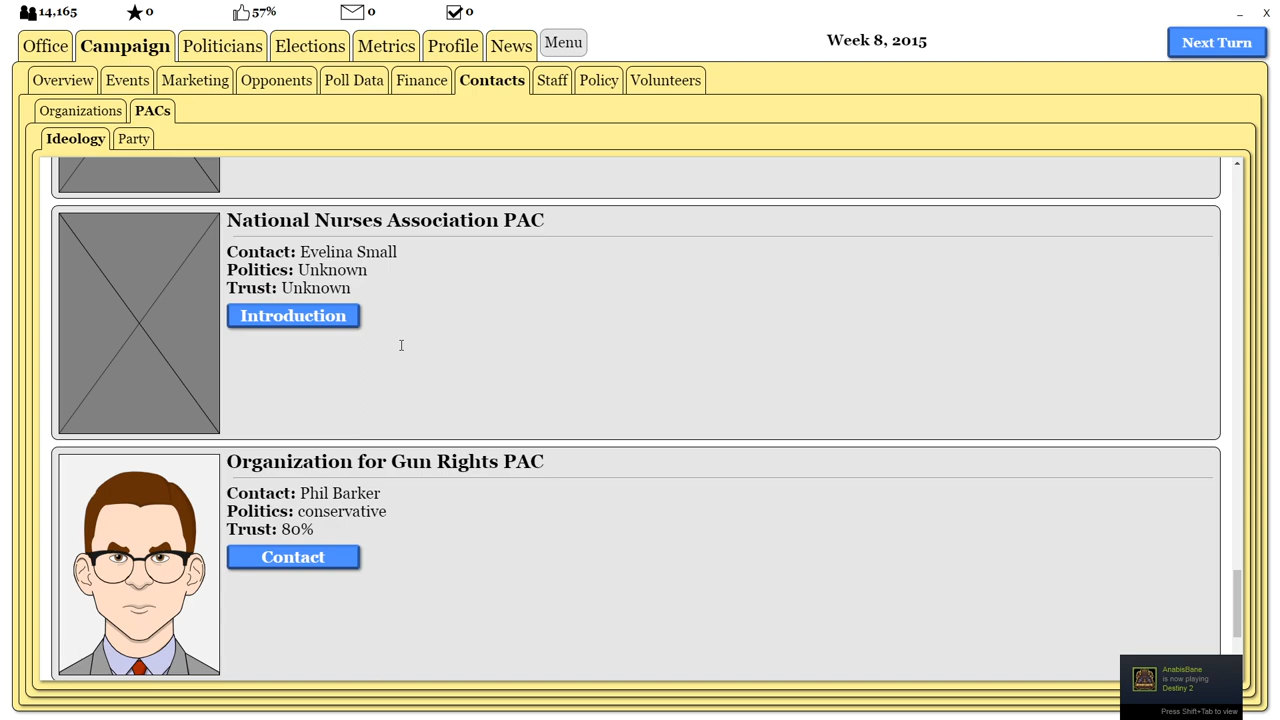 14,165 0 57% 0 0
_ X
Office Campaign Politicians Elections Metrics Profile News Menu Week 8, 2015 Next Turn
Overview Events Marketing Opponents Poll Data Finance Contacts Staff Policy Volunteers
Organizations PACs
Ideology Party
National Nurses Association PAC
Contact: Evelina Small
Politics: Unknown
Trust: Unknown
Introduction
Organization for Gun Rights PAC
Contact: Phil Barker
Politics: conservative
Trust: 80%
Contact
AnabisBane
is now playing
Destiny 2
Press Shift+Tab to view